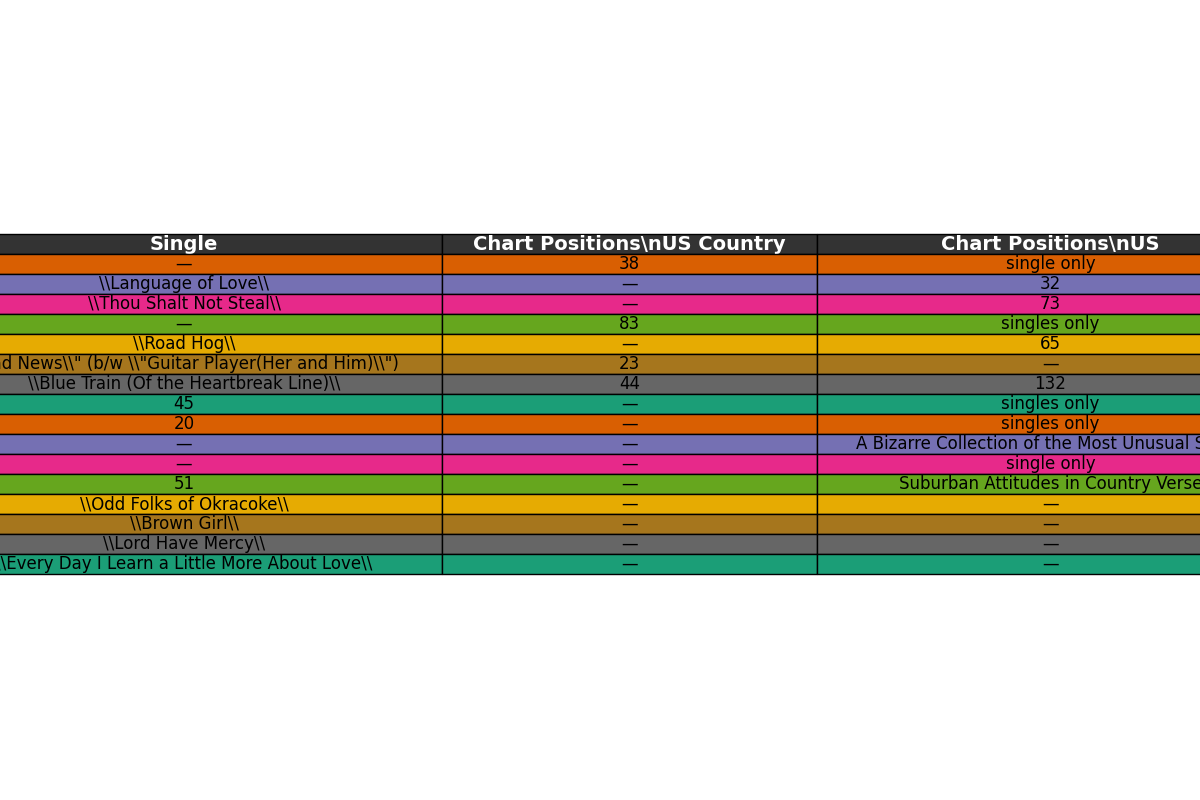 Single Chart Positions\nUS Country Chart Positions\nUS
— 38 single only
\\Language of Love\\ — 32
\\Thou Shalt Not Steal\\ — 73
— 83 singles only
\\Road Hog\\ — 65
News\\" (b/w \\"Guitar Player(Her and Him)\\") 23 —
\\Blue Train (Of the Heartbreak Line)\\ 44 132
45 — singles only
20 — singles only
— — A Bizarre Collection of the Most Unusual
— — single only
51 — Suburban Attitudes in Country Verse
\\Odd Folks of Okracoke\\ — —
\\Brown Girl\\ — —
\\Lord Have Mercy\\ — —
\Every Day I Learn a Little More About Love\\ — —